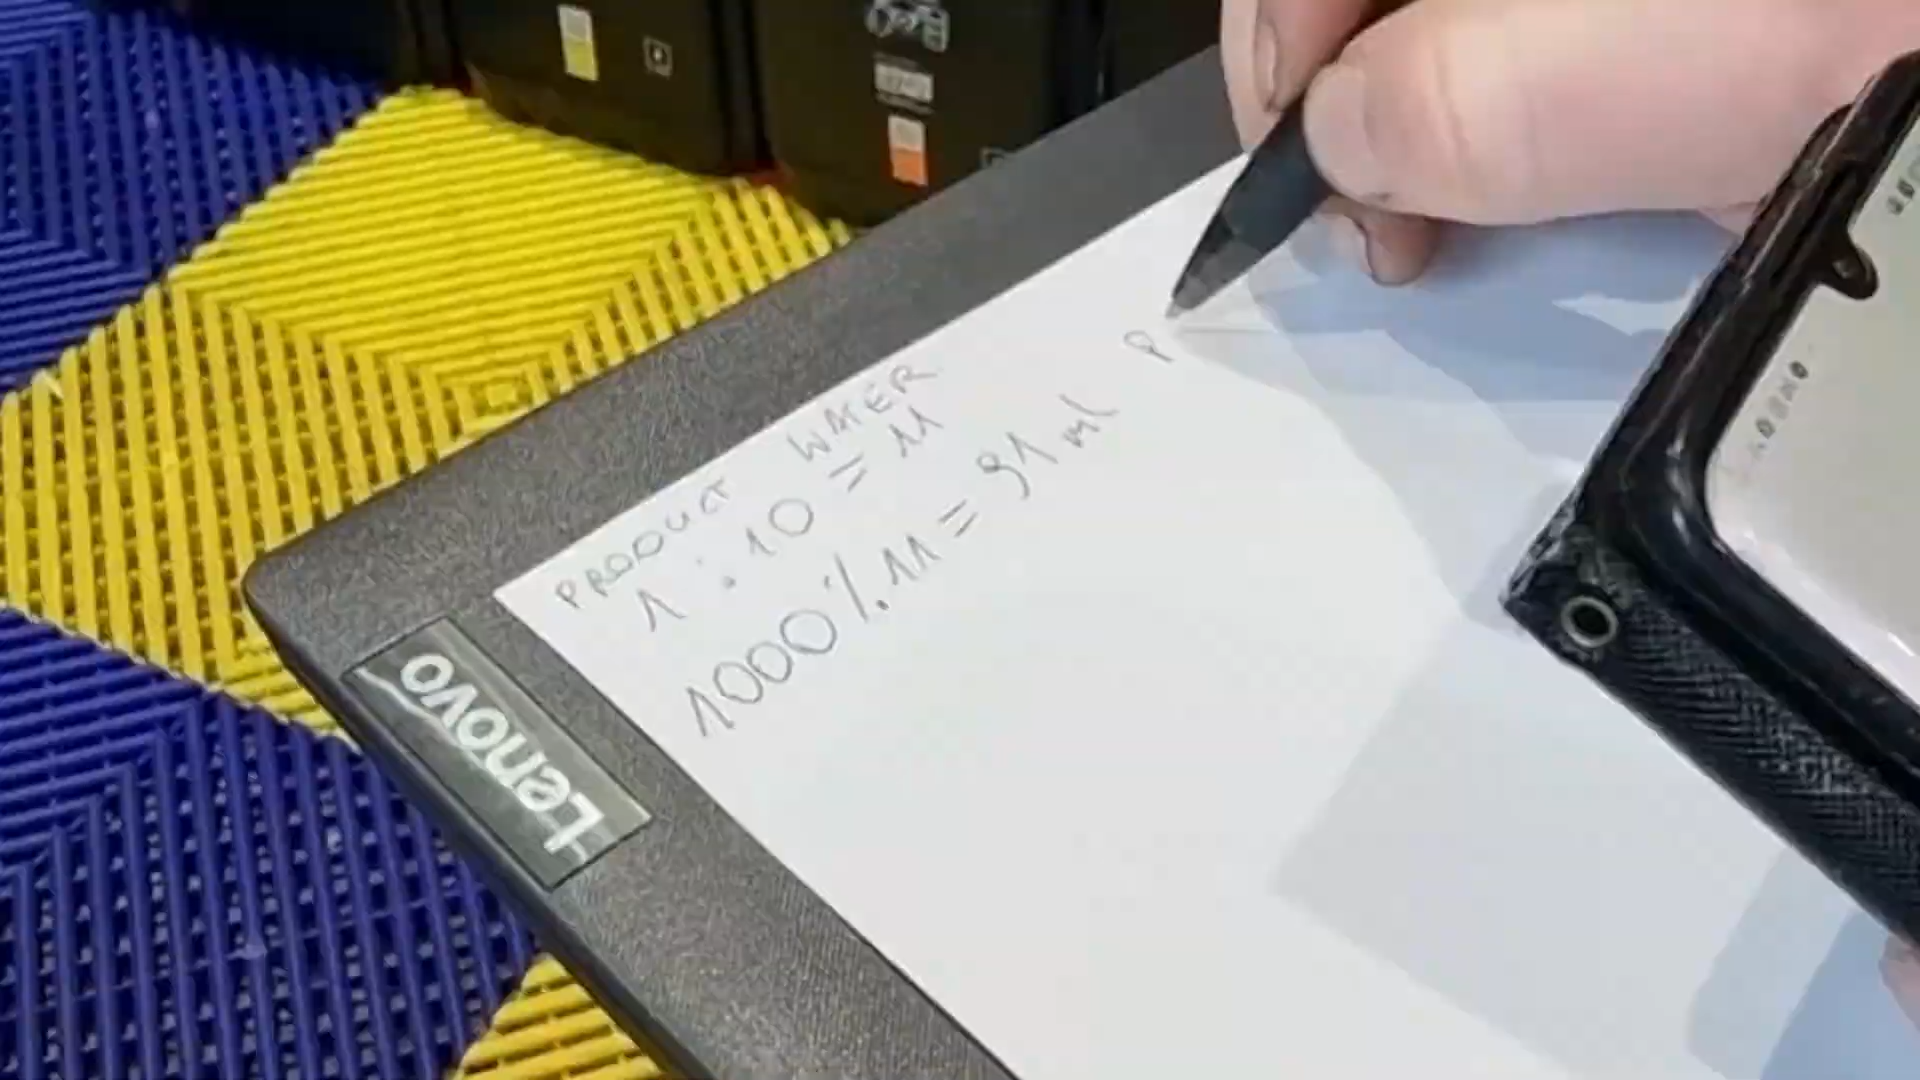 PRODUCT WATER
1 : 10 = 11
1000 % 11 = 91 ml P
Lenovo